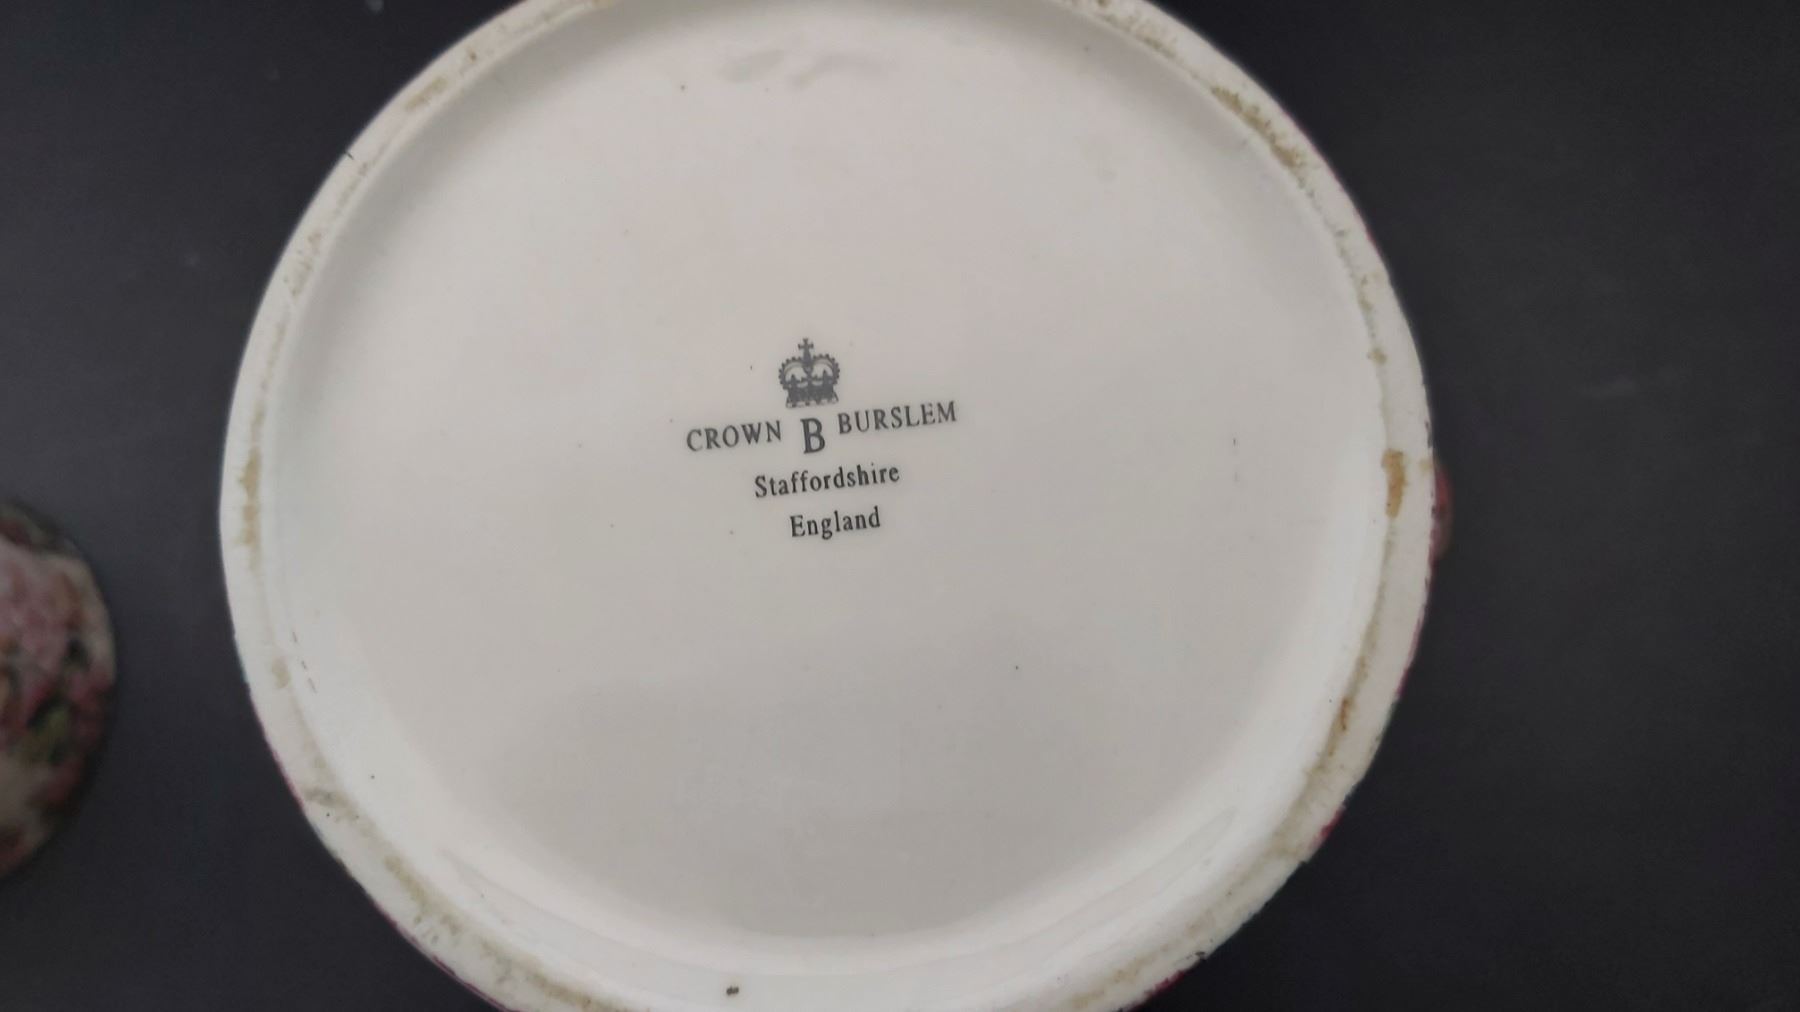 CROWN B BURSLEM
Staffordshire
England